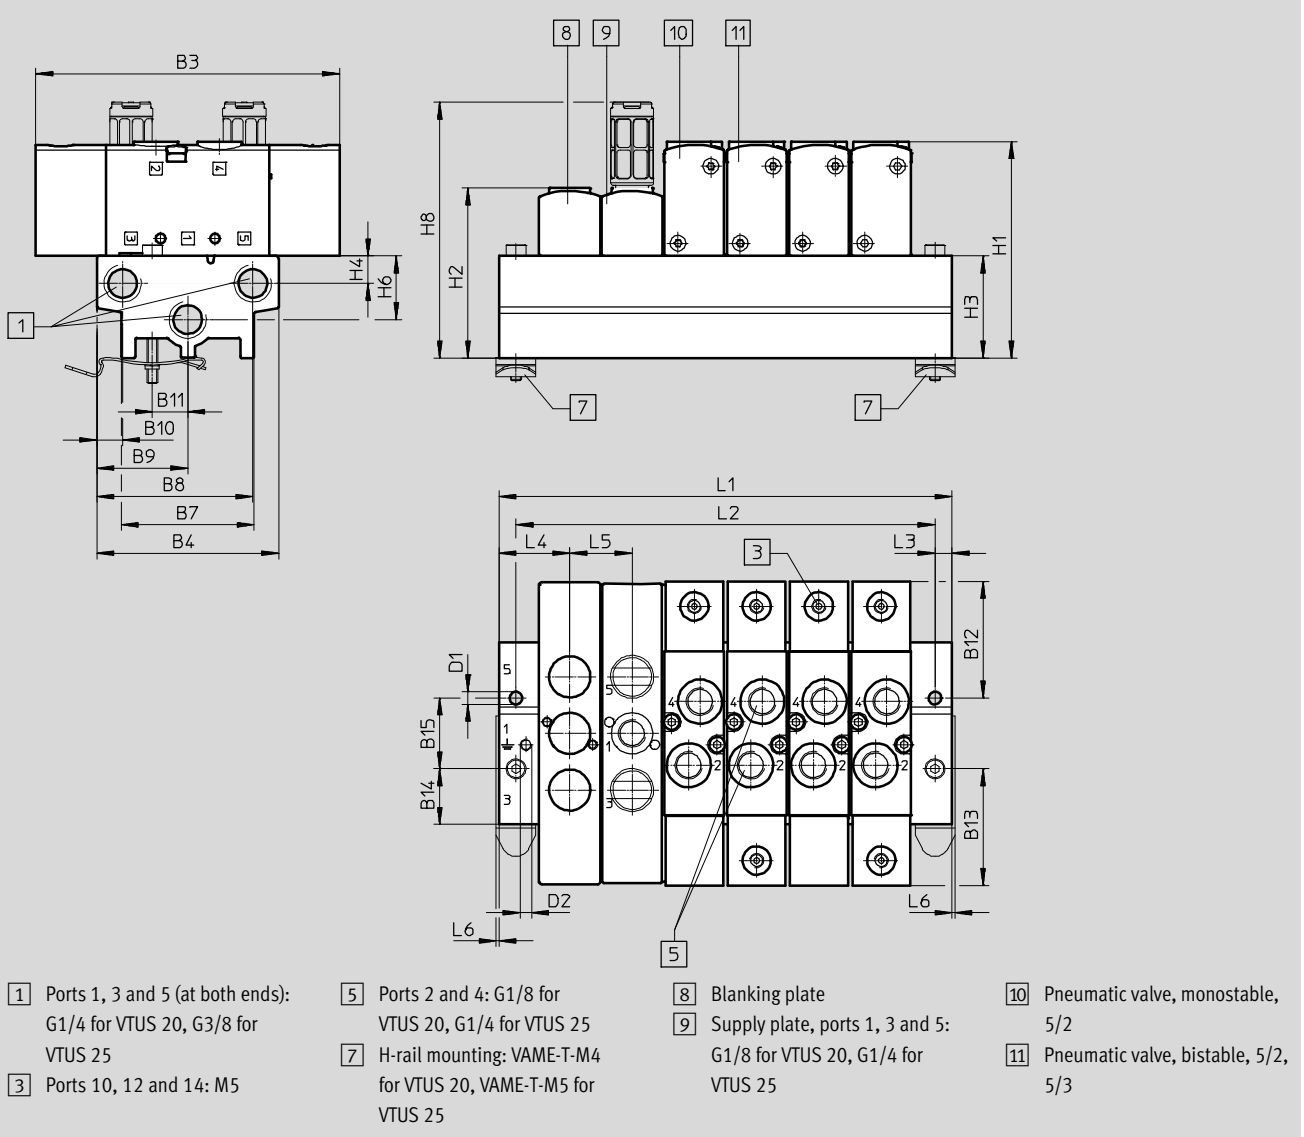 8
9
10
11
B3
2
4
3
1
5
H4
H6
1
B11
B10
B9
B8
B7
B4
H8
H2
H1
H3
7
7
L1
L2
L4
L5
L3
3
B12
D1
5
5
4
4
4
4
1
1
B15
2
2
2
2
B14
3
3
B13
D2
L6
L6
5
1 Ports 1, 3 and 5 (at both ends):
G1/4 for VTUS 20, G3/8 for
VTUS 25
3 Ports 10, 12 and 14: M5
5 Ports 2 and 4: G1/8 for
VTUS 20, G1/4 for VTUS 25
7 H-rail mounting: VAME-T-M4
for VTUS 20, VAME-T-M5 for
VTUS 25
8 Blanking plate
9 Supply plate, ports 1, 3 and 5:
G1/8 for VTUS 20, G1/4 for
VTUS 25
10 Pneumatic valve, monostable,
5/2
11 Pneumatic valve, bistable, 5/2,
5/3